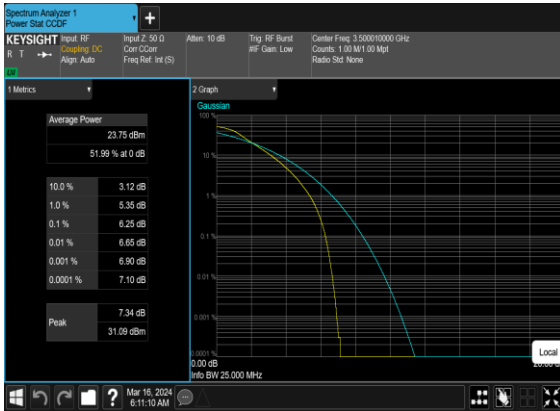 Spectrum Analyzer 1
Power Stat CCDF
+
KEYSIGHT
R T
LXI
Input: RF
Coupling: DC
Align: Auto
Input Z: 50 Ω
Corr CCorr
Freq Ref: Int (S)
Atten: 10 dB
Trig: RF Burst
#IF Gain: Low
Center Freq: 3.500010000 GHz
Counts: 1.00 M/1.00 Mpt
Radio Std: None
1 Metrics
Average Power
23.75 dBm
51.99 % at 0 dB
10.0 % 3.12 dB
1.0 % 5.35 dB
0.1 % 6.25 dB
0.01 % 6.65 dB
0.001 % 6.90 dB
0.0001 % 7.10 dB
Peak
7.34 dB
31.09 dBm
2 Graph
Gaussian
100 %
10 %
1 %
0.1 %
0.01 %
0.001 %
0.0001 %
0.00 dB
Info BW 25.000 MHz
Local
?
Mar 16, 2024
6:11:10 AM